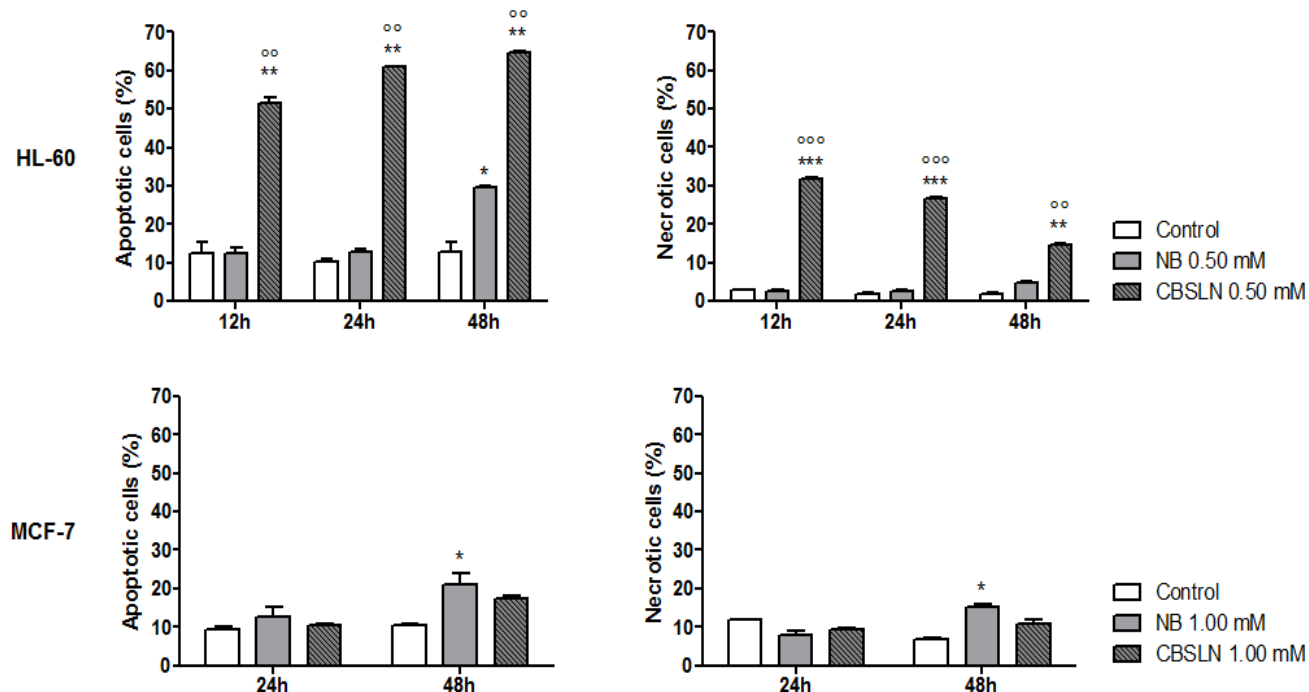 HL-60
Apoptotic cells (%)
70
60
50
40
30
20
10
0
°°
**
°°
**
*
°°
**
12h
24h
48h
Necrotic cells (%)
70
60
50
40
30
20
10
0
°°°
***
°°°
***
°°
**
12h
24h
48h
Control
NB 0.50 mM
CBSLN 0.50 mM
MCF-7
Apoptotic cells (%)
70
60
50
40
30
20
10
0
*
24h
48h
Necrotic cells (%)
70
60
50
40
30
20
10
0
*
24h
48h
Control
NB 1.00 mM
CBSLN 1.00 mM